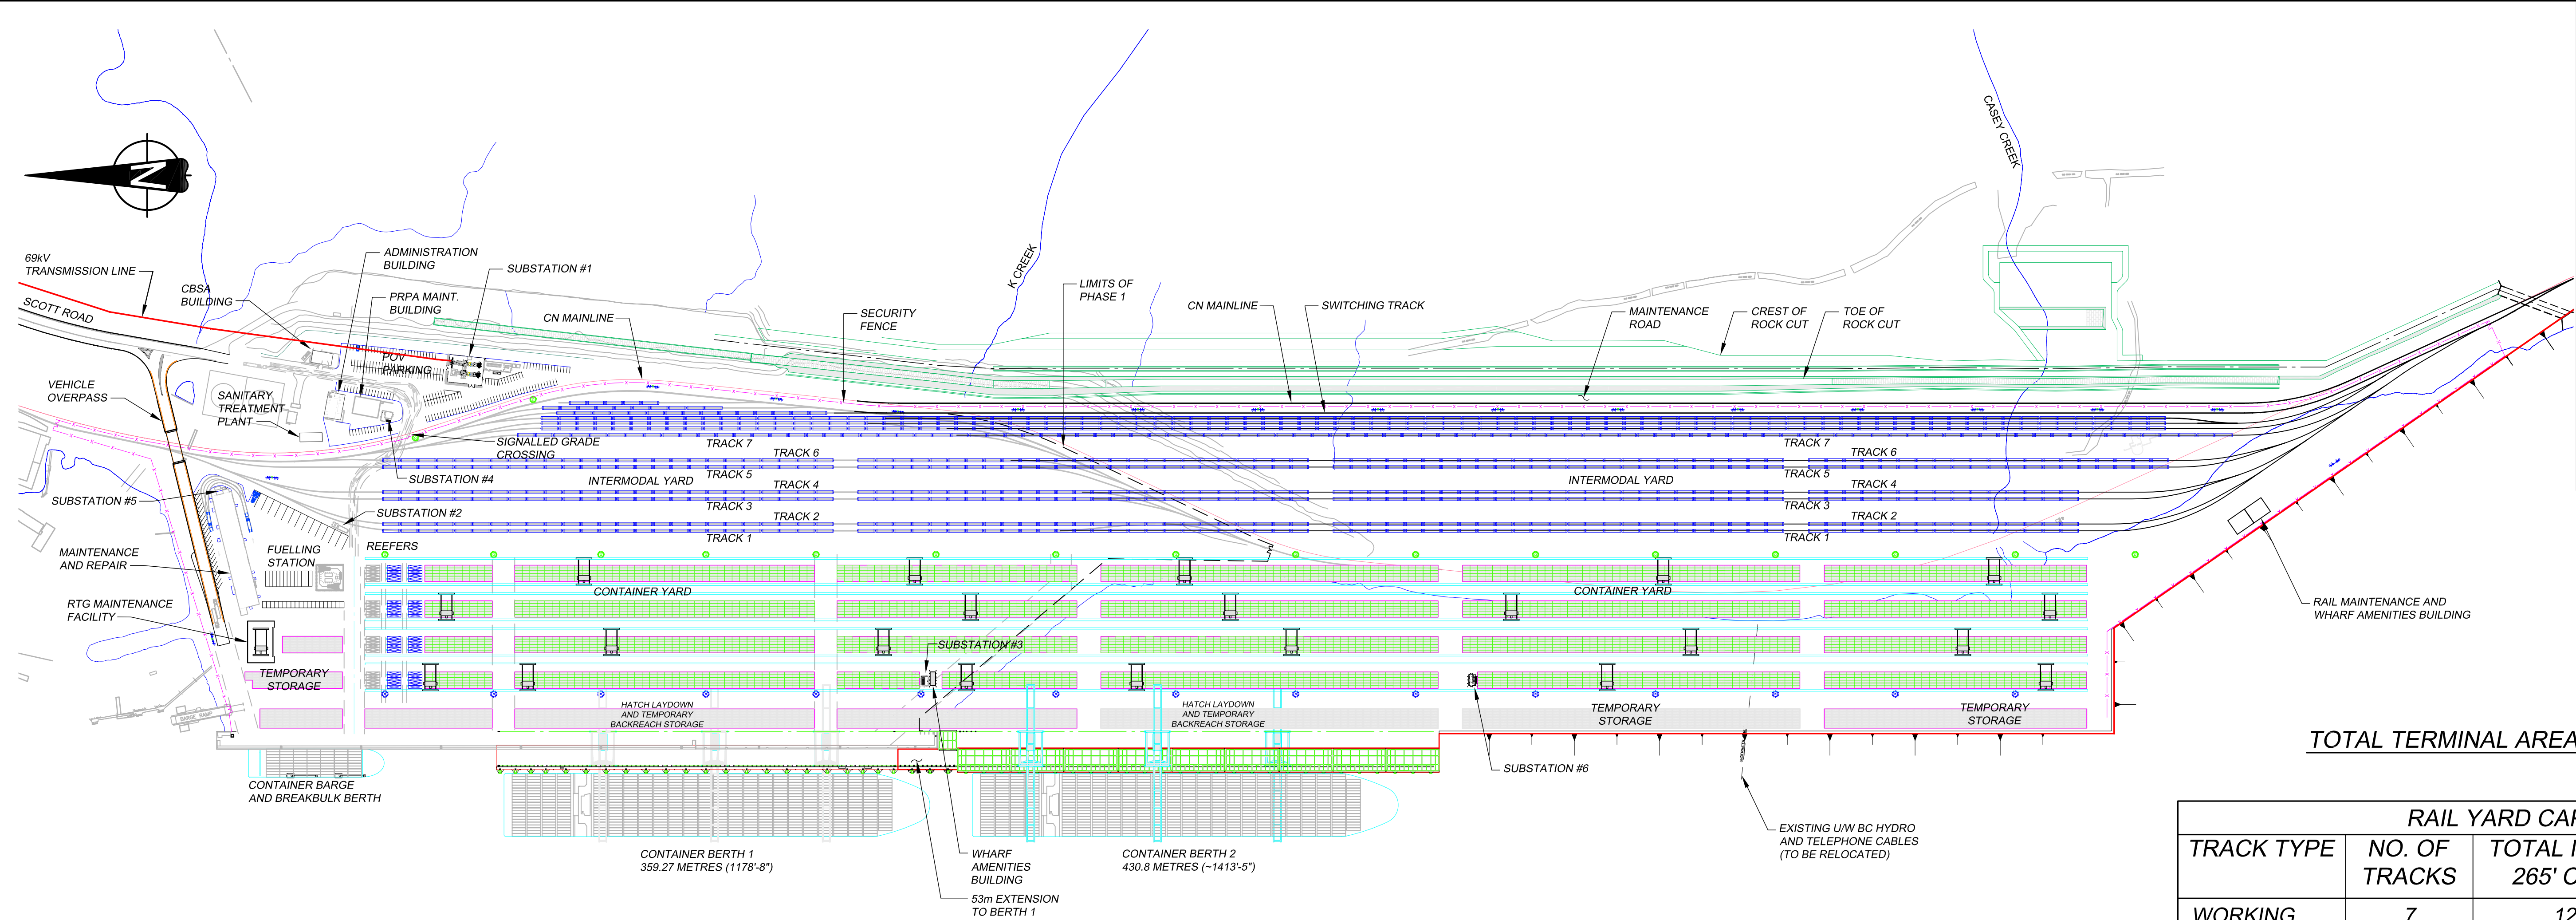 N
69kV
TRANSMISSION LINE
SCOTT ROAD
CBSA
BUILDING
ADMINISTRATION
BUILDING
PRPA MAINT.
BUILDING
SUBSTATION #1
CN MAINLINE
POV
PARKING
VEHICLE
OVERPASS
SANITARY
TREATMENT
PLANT
SECURITY
FENCE
K CREEK
LIMITS OF
PHASE 1
CN MAINLINE
SWITCHING TRACK
MAINTENANCE
ROAD
CREST OF
ROCK CUT
TOE OF
ROCK CUT
CASEY CREEK
SIGNALLED GRADE
CROSSING
SUBSTATION #4
SUBSTATION #5
SUBSTATION #2
TRACK 7
TRACK 6
TRACK 5
INTERMODAL YARD
TRACK 4
TRACK 3
TRACK 2
TRACK 1
TRACK 7
TRACK 6
TRACK 5
INTERMODAL YARD
TRACK 4
TRACK 3
TRACK 2
TRACK 1
MAINTENANCE
AND REPAIR
FUELLING
STATION
REEFERS
RTG MAINTENANCE
FACILITY
CONTAINER YARD
CONTAINER YARD
RAIL MAINTENANCE AND
WHARF AMENITIES BUILDING
SUBSTATION #3
TEMPORARY
STORAGE
BARGE RAMP
HATCH LAYDOWN
AND TEMPORARY
BACKREACH STORAGE
HATCH LAYDOWN
AND TEMPORARY
BACKREACH STORAGE
TEMPORARY
STORAGE
TEMPORARY
STORAGE
TOTAL TERMINAL AREA
SUBSTATION #6
CONTAINER BARGE
AND BREAKBULK BERTH
CONTAINER BERTH 1
359.27 METRES (1178'-8")
WHARF
AMENITIES
BUILDING
53m EXTENSION
TO BERTH 1
CONTAINER BERTH 2
430.8 METRES (~1413'-5")
EXISTING U/W BC HYDRO
AND TELEPHONE CABLES
(TO BE RELOCATED)
RAIL YARD CAP
TRACK TYPE
NO. OF
TRACKS
TOTAL
265' C
WORKING
7
12